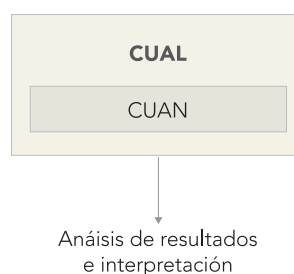 CUAL
CUAN
Anáisis de resultados
e interpretación